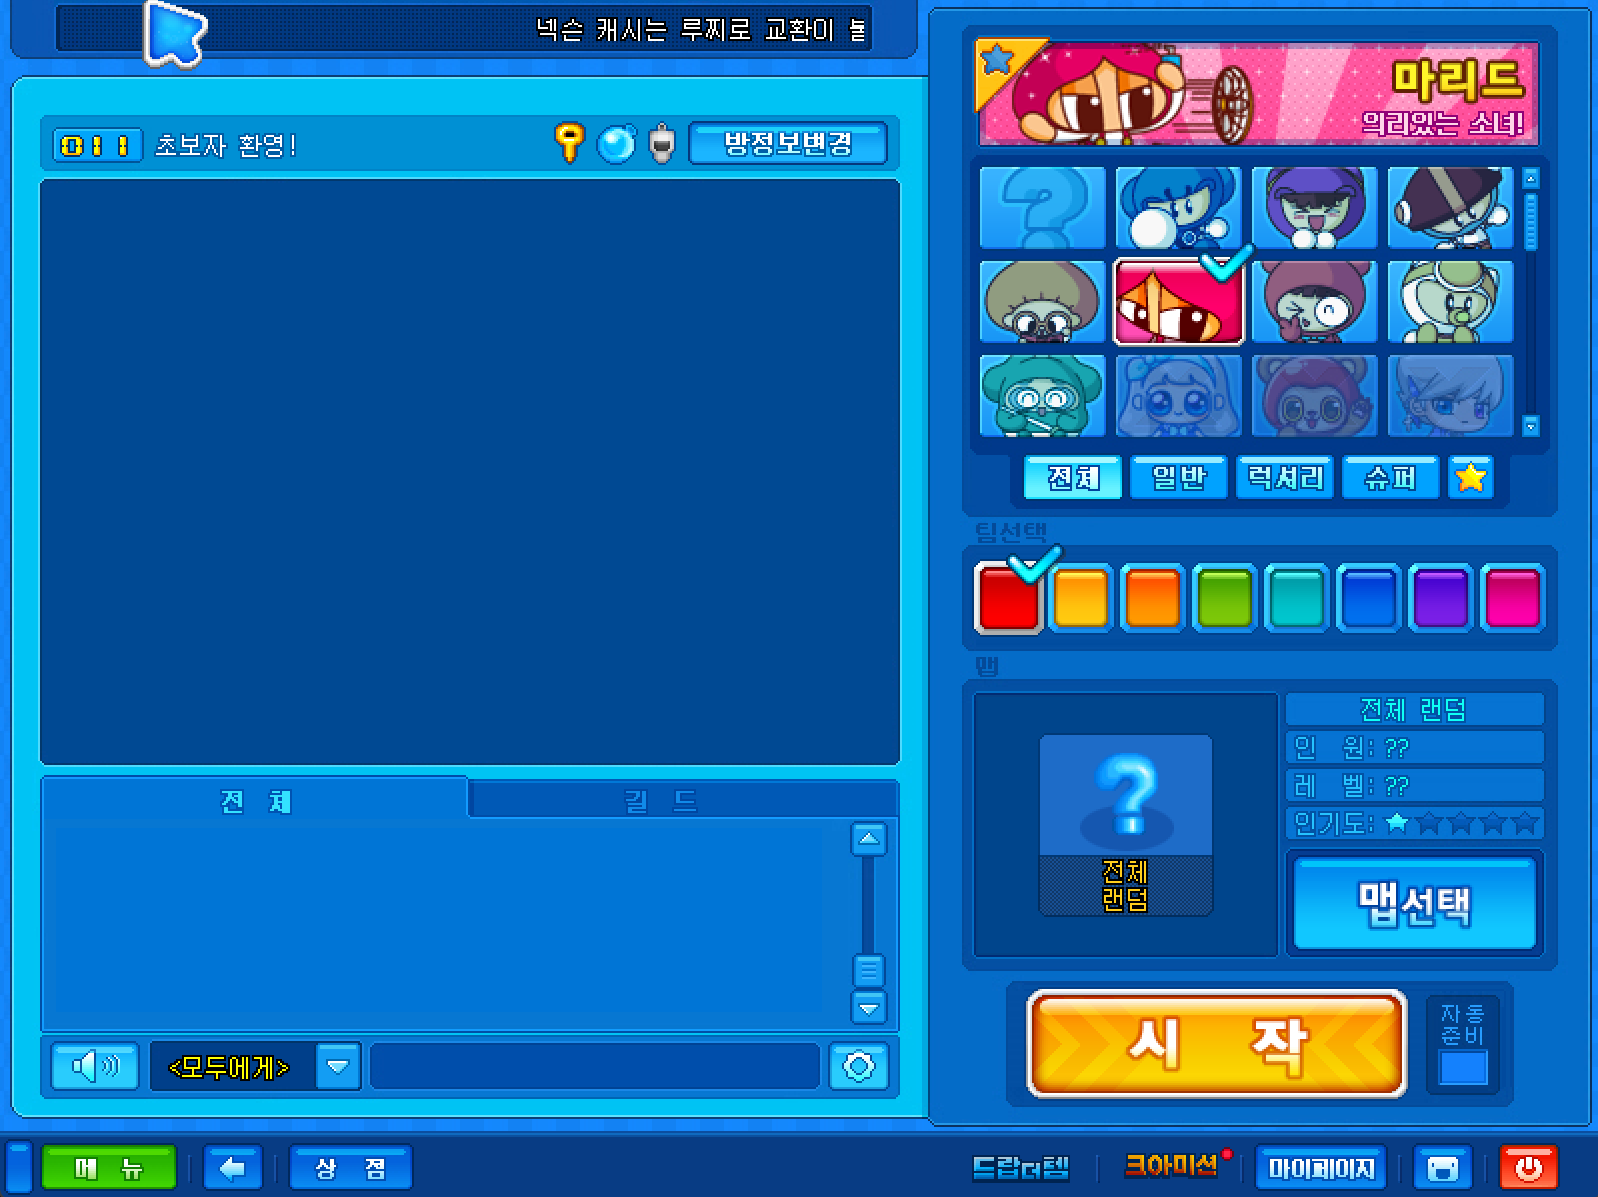 넥슨 캐시는 루찌로 교환이 불
011 초보자 환영!
방정보변경
전 체
길 드
<모두에게>
마리드
의리있는 소녀!
전체
일반
럭셔리
슈퍼
팀선택
맵
전체
랜덤
전체 랜덤
인 원: ??
레 벨: ??
인기도:
맵선택
시 작
자동
준비
메 뉴
상 점
드랍더템
크아미션
마이페이지